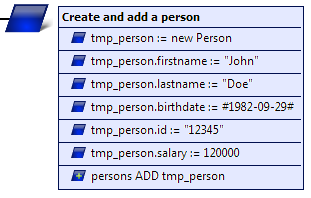 Create and add a person
tmp_person := new Person
tmp_person.firstname := "John"
tmp_person.lastname := "Doe"
tmp_person.birthdate := #1982-09-29#
tmp_person.id := "12345"
tmp_person.salary := 120000
persons ADD tmp_person